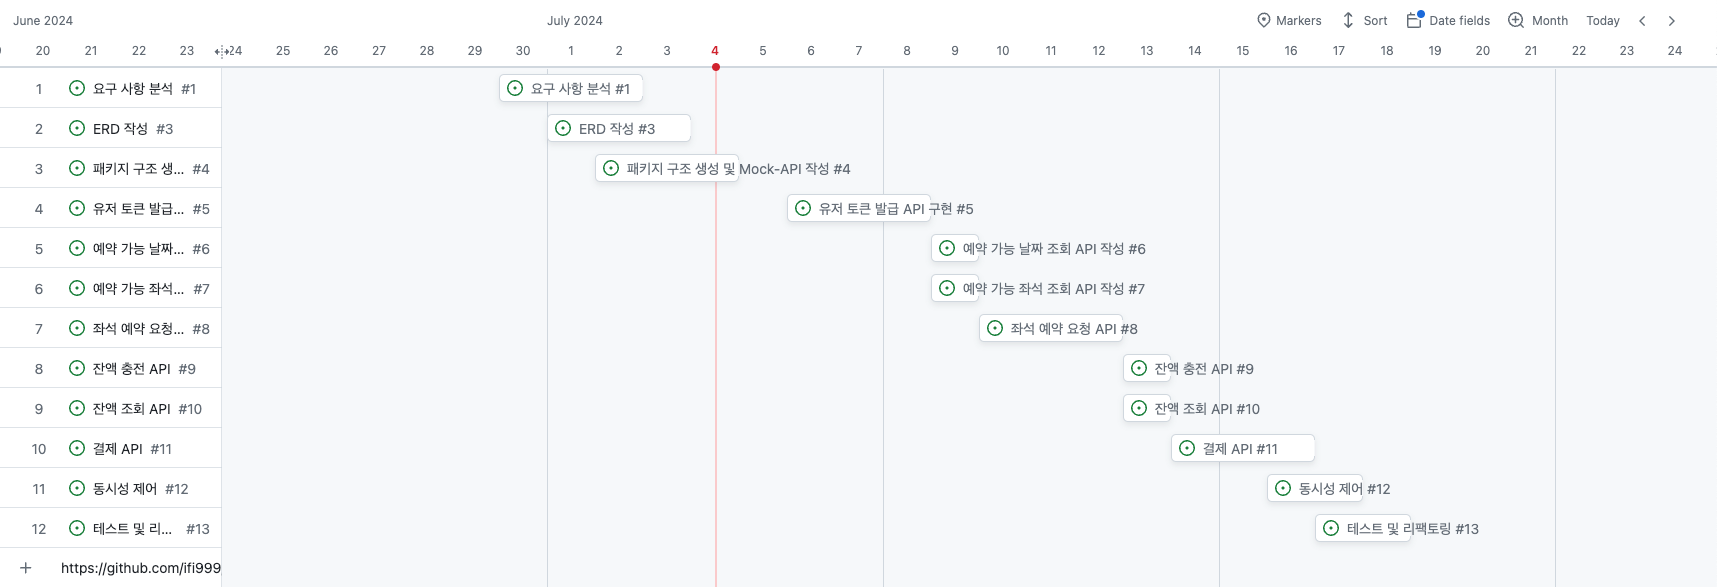 June 2024 July 2024 Markers Sort Date fields Month Today
20 21 22 23 24 25 26 27 28 29 30 1 2 3 4 5 6 7 8 9 10 11 12 13 14 15 16 17 18 19 20 21 22 23 24
1 요구 사항 분석 #1 요구 사항 분석 #1
2 ERD 작성 #3 ERD 작성 #3
3 패키지 구조 생... #4 패키지 구조 생성 및 Mock-API 작성 #4
4 유저 토큰 발급... #5 유저 토큰 발급 API 구현 #5
5 예약 가능 날짜... #6 예약 가능 날짜 조회 API 작성 #6
6 예약 가능 좌석... #7 예약 가능 좌석 조회 API 작성 #7
7 좌석 예약 요청... #8 좌석 예약 요청 API #8
8 잔액 충전 API #9 잔액 충전 API #9
9 잔액 조회 API #10 잔액 조회 API #10
10 결제 API #11 결제 API #11
11 동시성 제어 #12 동시성 제어 #12
12 테스트 및 리... #13 테스트 및 리팩토링 #13
+ https://github.com/ifi999